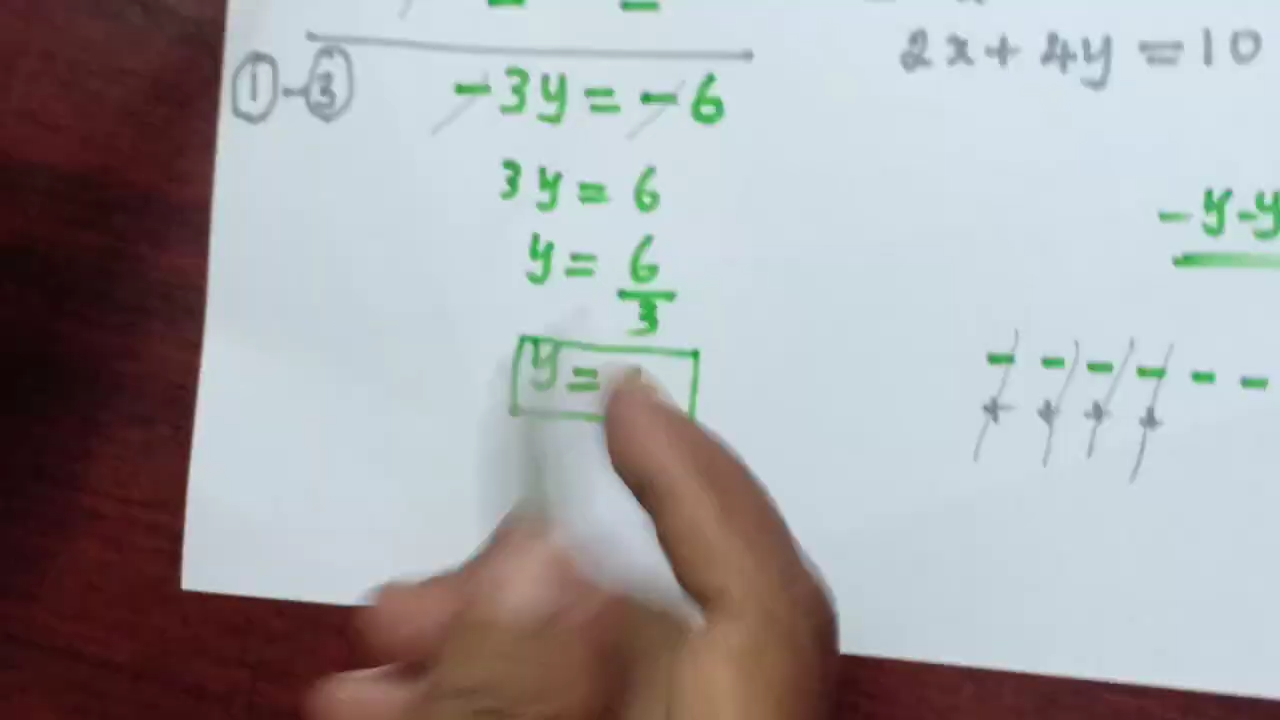 ①-③ -3y = -6
3y = 6
y = 6/3
y =
2x + 4y = 10
-y-y
- - - - - -
+ + + +